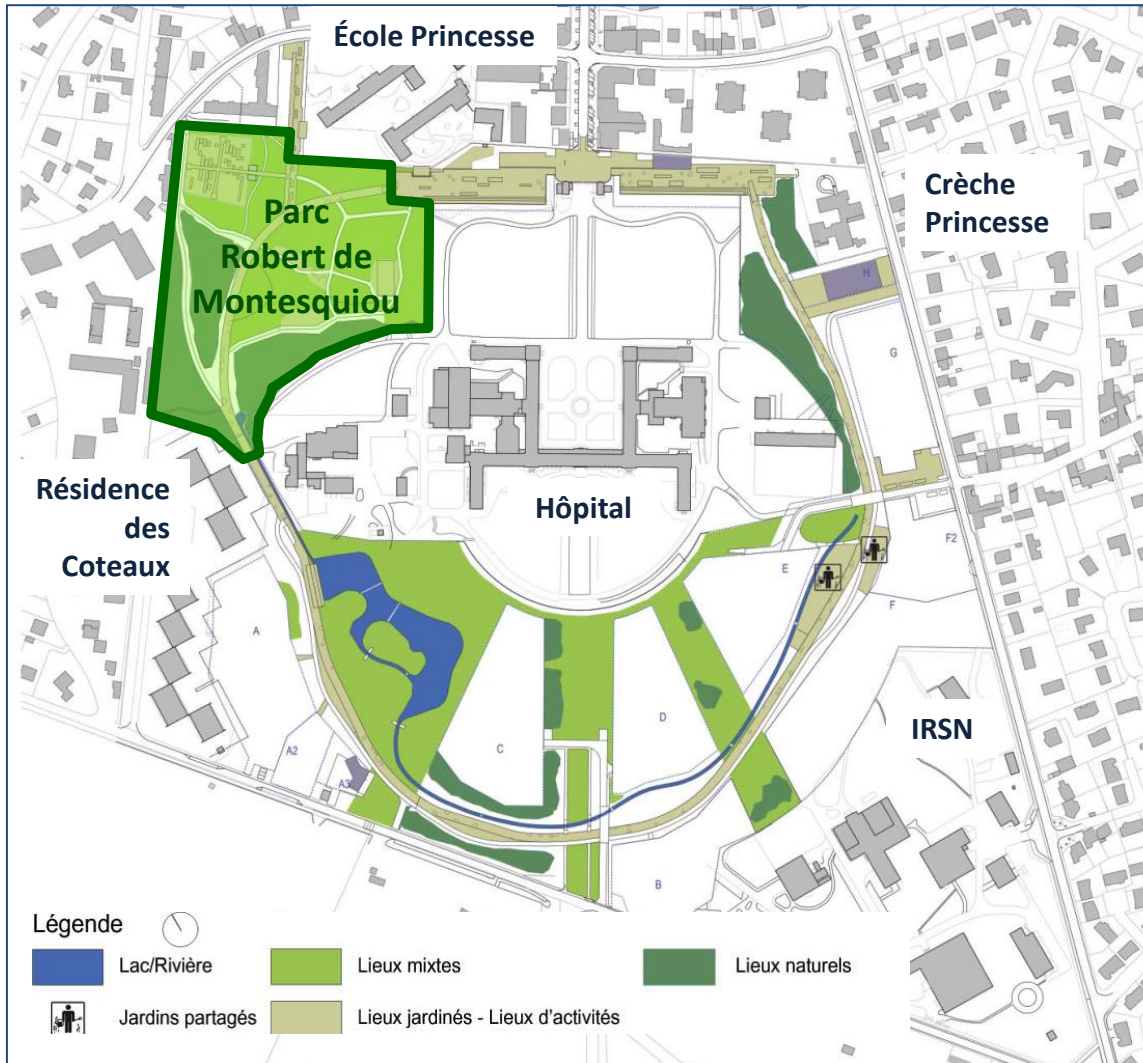 École Princesse
Crèche
Princesse
Parc
Robert de
Montesquiou
H
G
Résidence
des
Coteaux
Hôpital
F2
E
F
A
D
IRSN
C
A2
A3
B
Légende
Lac/Rivière
Lieux mixtes
Lieux naturels
Jardins partagés
Lieux jardinés - Lieux d'activités